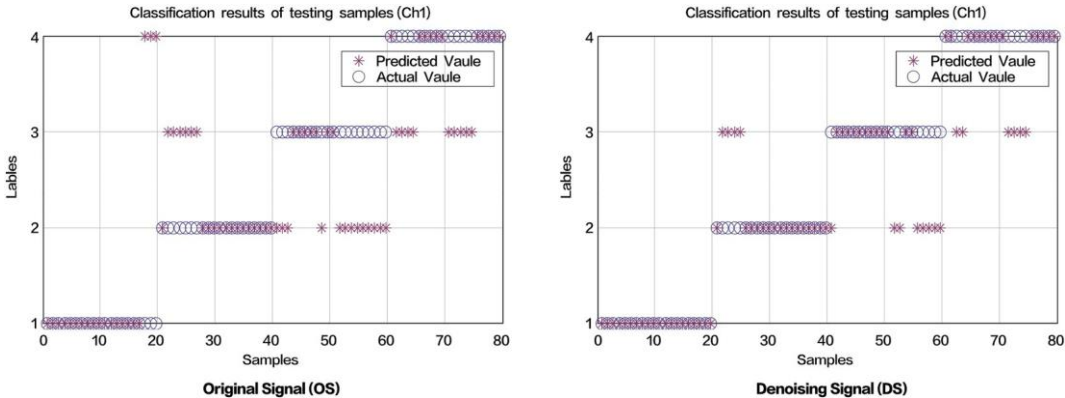 Classification results of testing samples (Ch1)
4
3
2
1
Lables
Predicted Vaule
Actual Vaule
0 10 20 30 40 50 60 70 80
Samples
Original Signal (OS)
Classification results of testing samples (Ch1)
4
3
2
1
Lables
Predicted Vaule
Actual Vaule
0 10 20 30 40 50 60 70 80
Samples
Denoising Signal (DS)